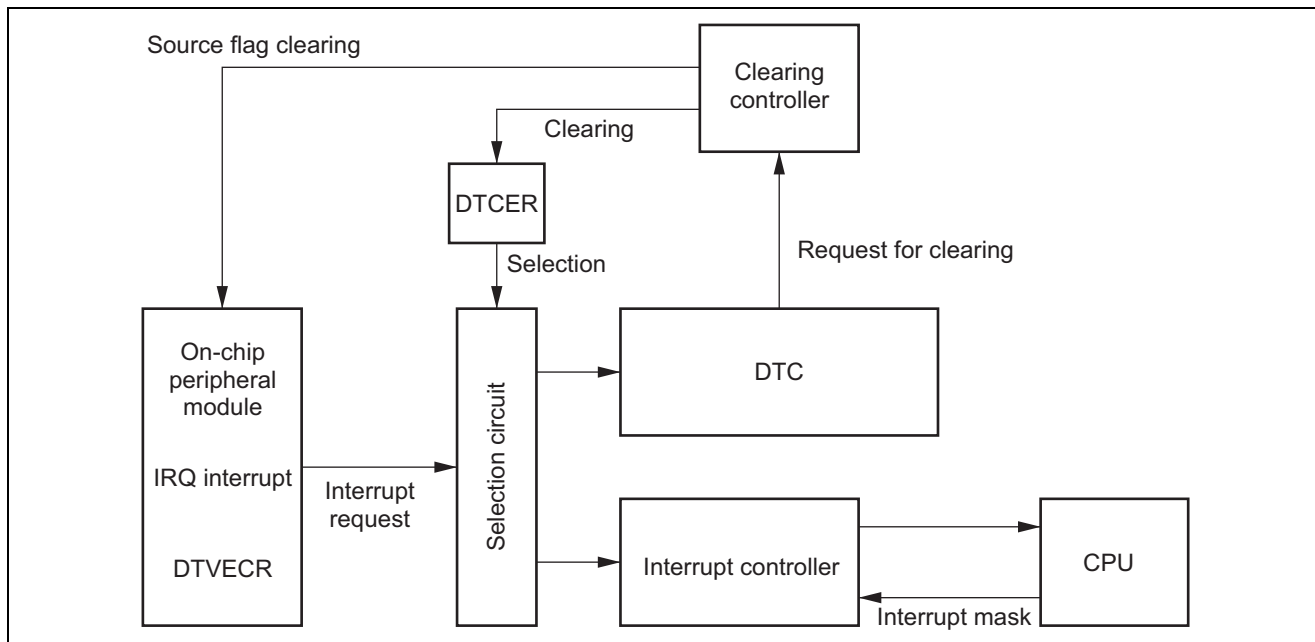 Source flag clearing
Clearing
controller
Clearing
DTCER
Request for clearing
Selection
On-chip
peripheral
module
IRQ interrupt
DTVECR
Interrupt
request
Selection circuit
DTC
Interrupt controller
CPU
Interrupt mask